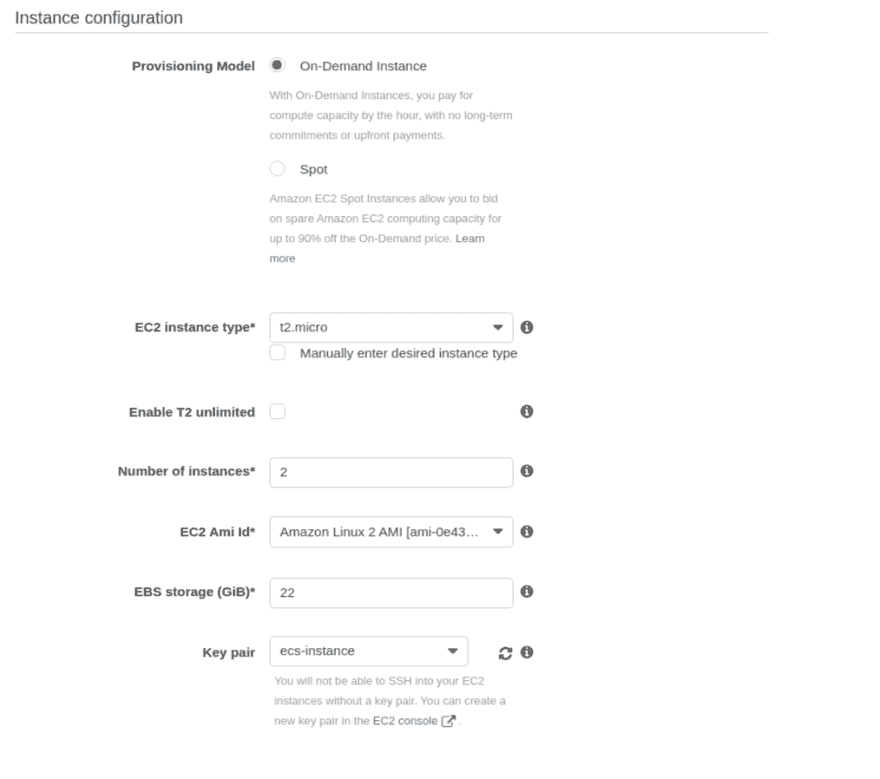 Instance configuration
Provisioning Model
On-Demand Instance
With On-Demand Instances, you pay for
compute capacity by the hour, with no long-term
commitments or upfront payments.
Spot
Amazon EC2 Spot Instances allow you to bid
on spare Amazon EC2 computing capacity for
up to 90% off the On-Demand price. Learn
more
EC2 instance type*
t2.micro
Manually enter desired instance type
Enable T2 unlimited
Number of instances*
2
EC2 Ami Id*
Amazon Linux 2 AMI [ami-0e43...
EBS storage (GiB)*
22
Key pair
ecs-instance
You will not be able to SSH into your EC2
instances without a key pair. You can create a
new key pair in the EC2 console .